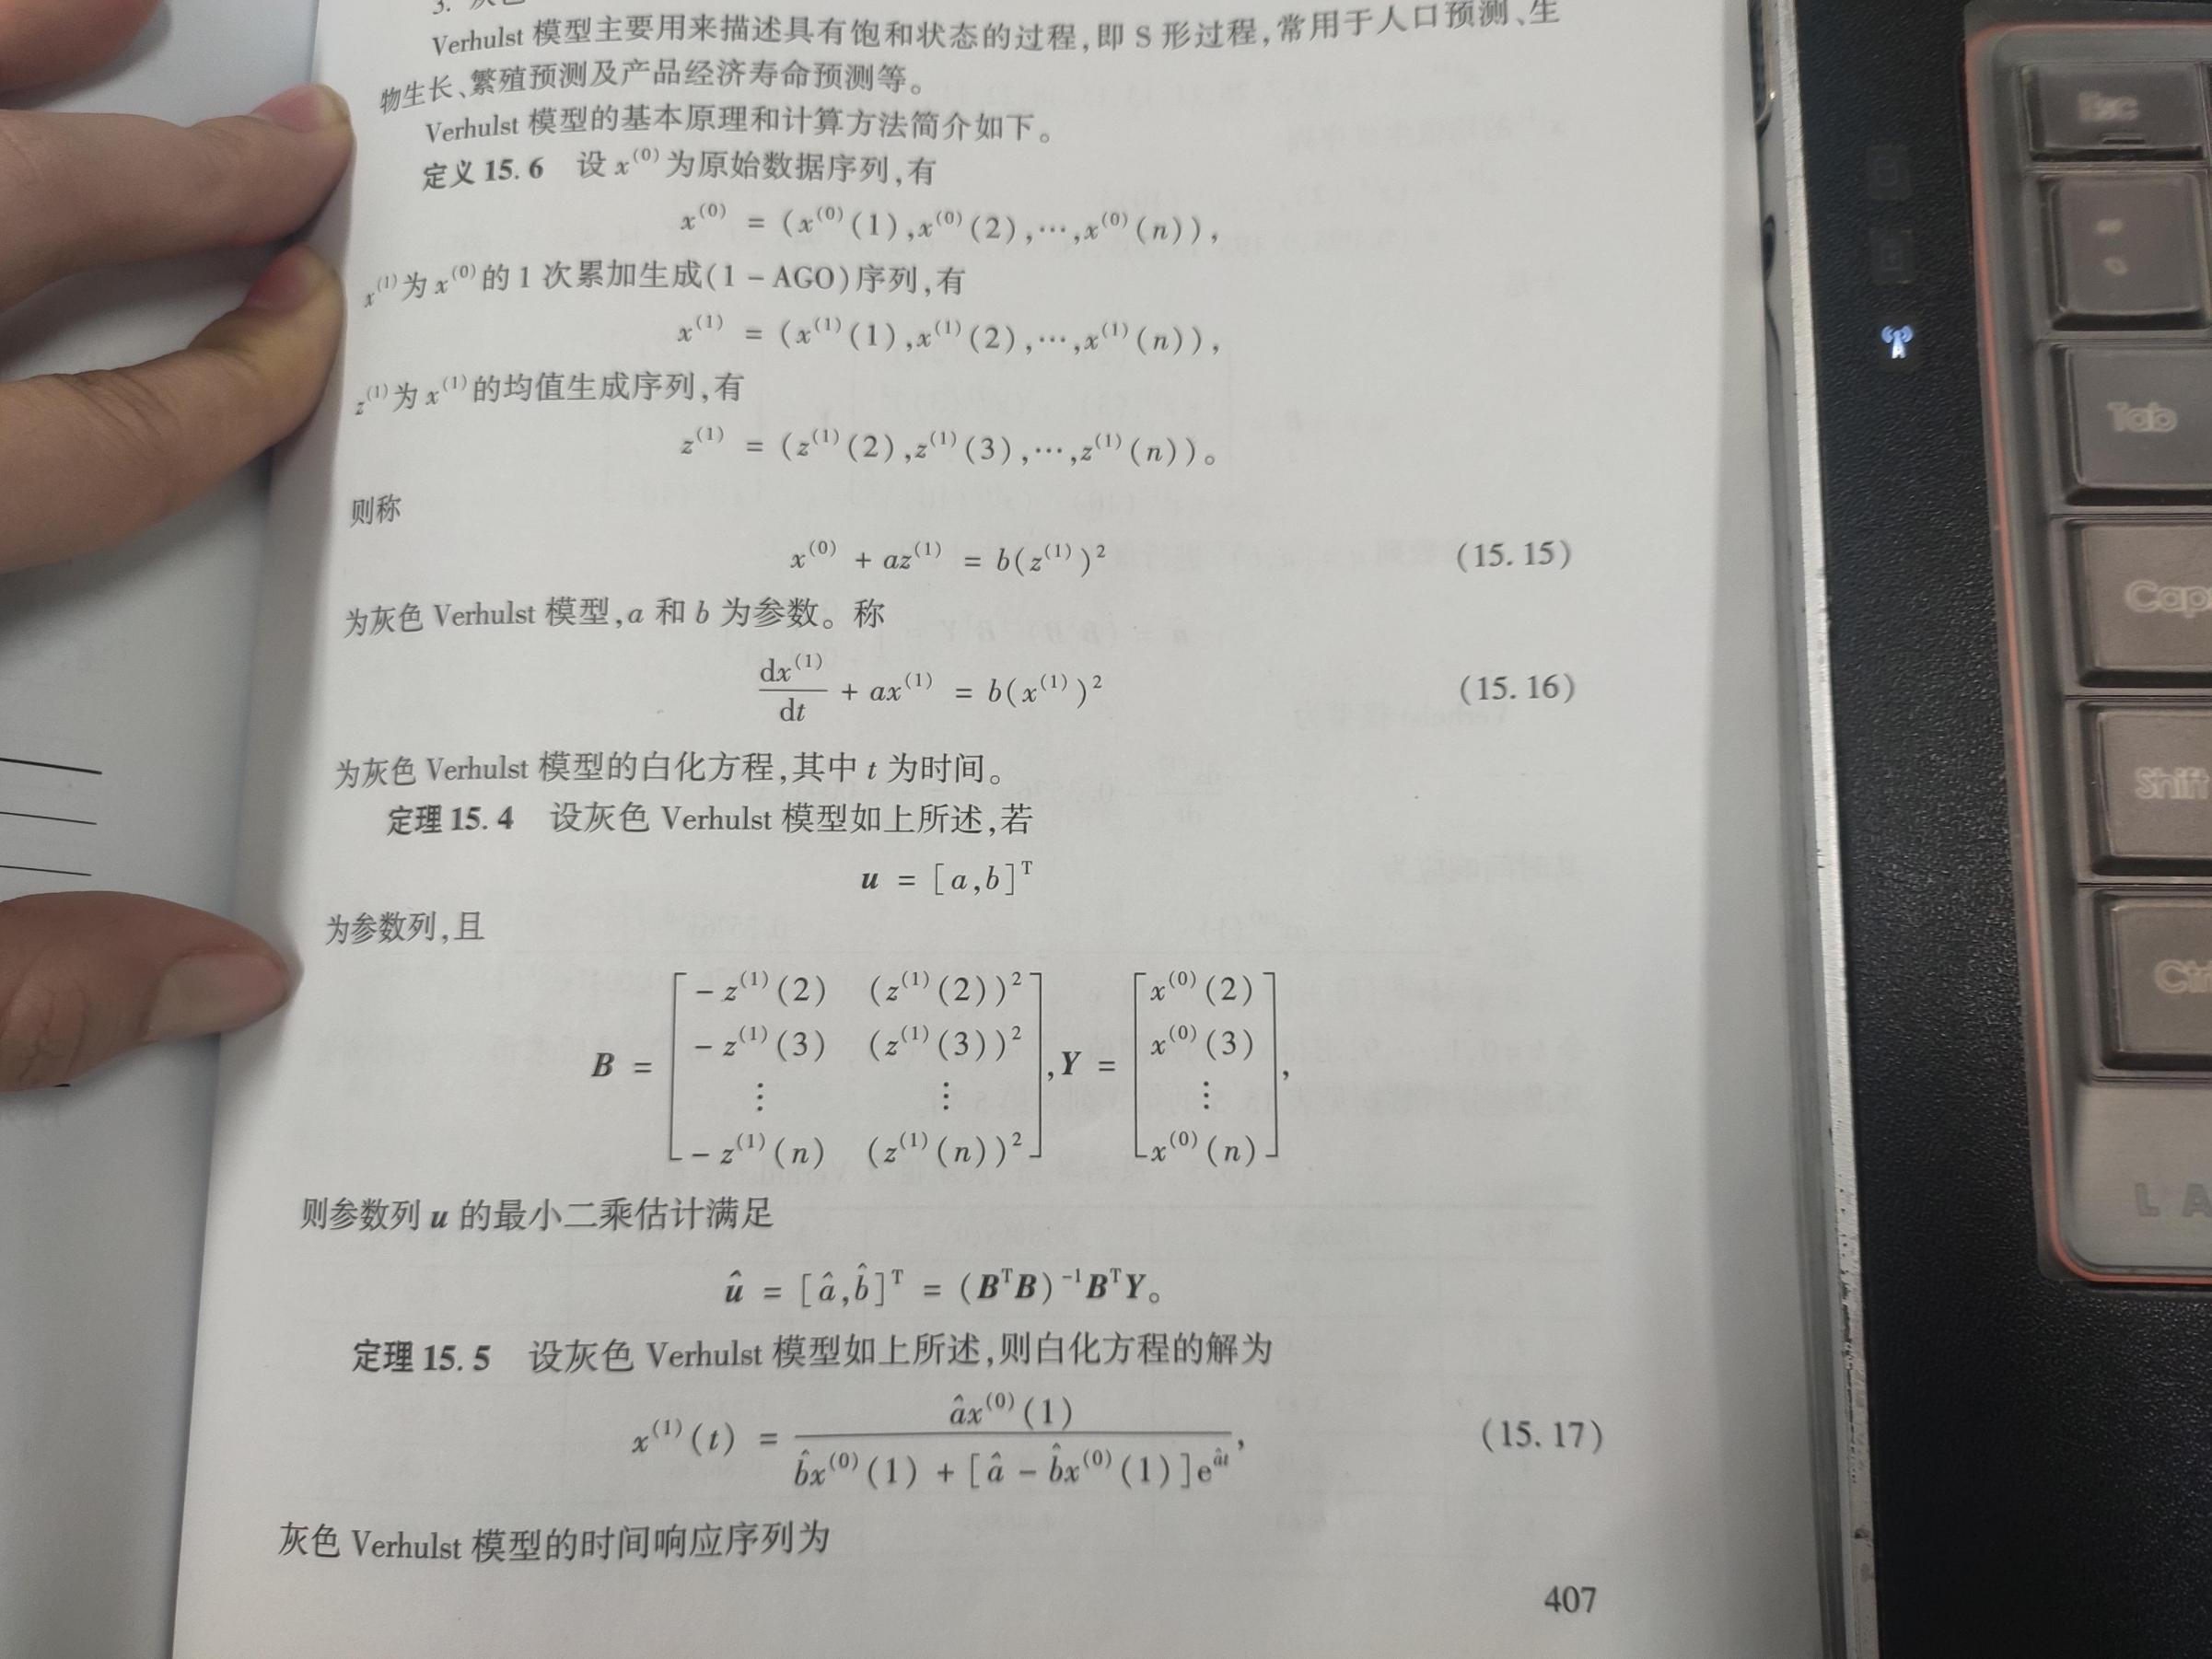 3. 灰色
Verhulst 模型主要用来描述具有饱和状态的过程,即 S 形过程,常用于人口预测、生
物生长、繁殖预测及产品经济寿命预测等。
Verhulst 模型的基本原理和计算方法简介如下。
定义 15.6 设 x^(0) 为原始数据序列,有
x^(0) = (x^(0)(1),x^(0)(2),⋯,x^(0)(n)),
x^(1)为 x^(0)的 1 次累加生成(1 – AGO)序列,有
x^(1) = (x^(1)(1),x^(1)(2),⋯,x^(1)(n)),
z^(1)为 x^(1)的均值生成序列,有
z^(1) = (z^(1)(2),z^(1)(3),⋯,z^(1)(n))。
则称
x^(0) + az^(1) = b(z^(1))^2 (15.15)
为灰色 Verhulst 模型,a 和 b 为参数。称
dx^(1)/dt + ax^(1) = b(x^(1))^2 (15.16)
为灰色 Verhulst 模型的白化方程,其中 t 为时间。
定理 15.4 设灰色 Verhulst 模型如上所述,若
u = [a,b]^T
为参数列,且
B = [–z^(1)(2) (z^(1)(2))^2
–z^(1)(3) (z^(1)(3))^2
⋮ ⋮
–z^(1)(n) (z^(1)(n))^2], Y = [x^(0)(2)
x^(0)(3)
⋮
x^(0)(n)],
则参数列 u 的最小二乘估计满足
û = [â,b̂]^T = (B^T B)^-1 B^T Y。
定理 15.5 设灰色 Verhulst 模型如上所述,则白化方程的解为
x^(1)(t) = âx^(0)(1) / (b̂x^(0)(1) + [â – b̂x^(0)(1)]e^ât), (15.17)
灰色 Verhulst 模型的时间响应序列为
407
Esc
Tab
Cap
Shift
Ctr
L A